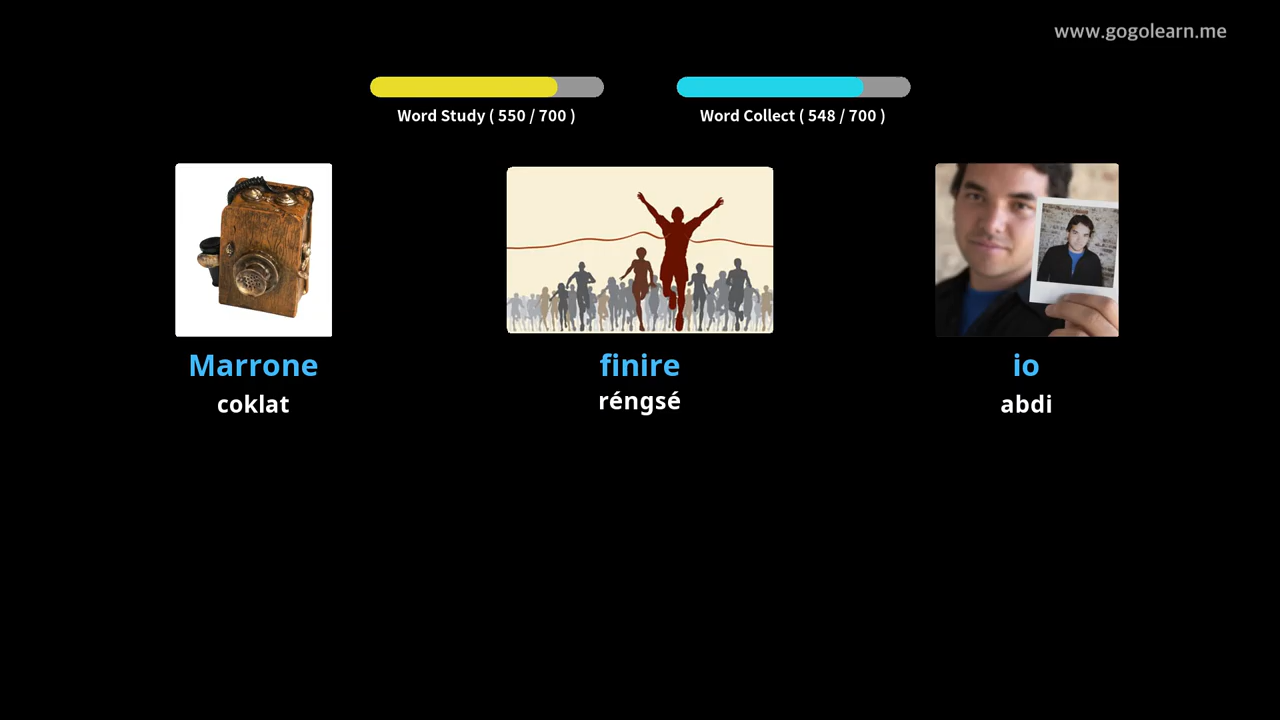 www.gogolearn.me
Word Study ( 550 / 700 )
Word Collect ( 548 / 700 )
Marrone
coklat
finire
réngsé
io
abdi